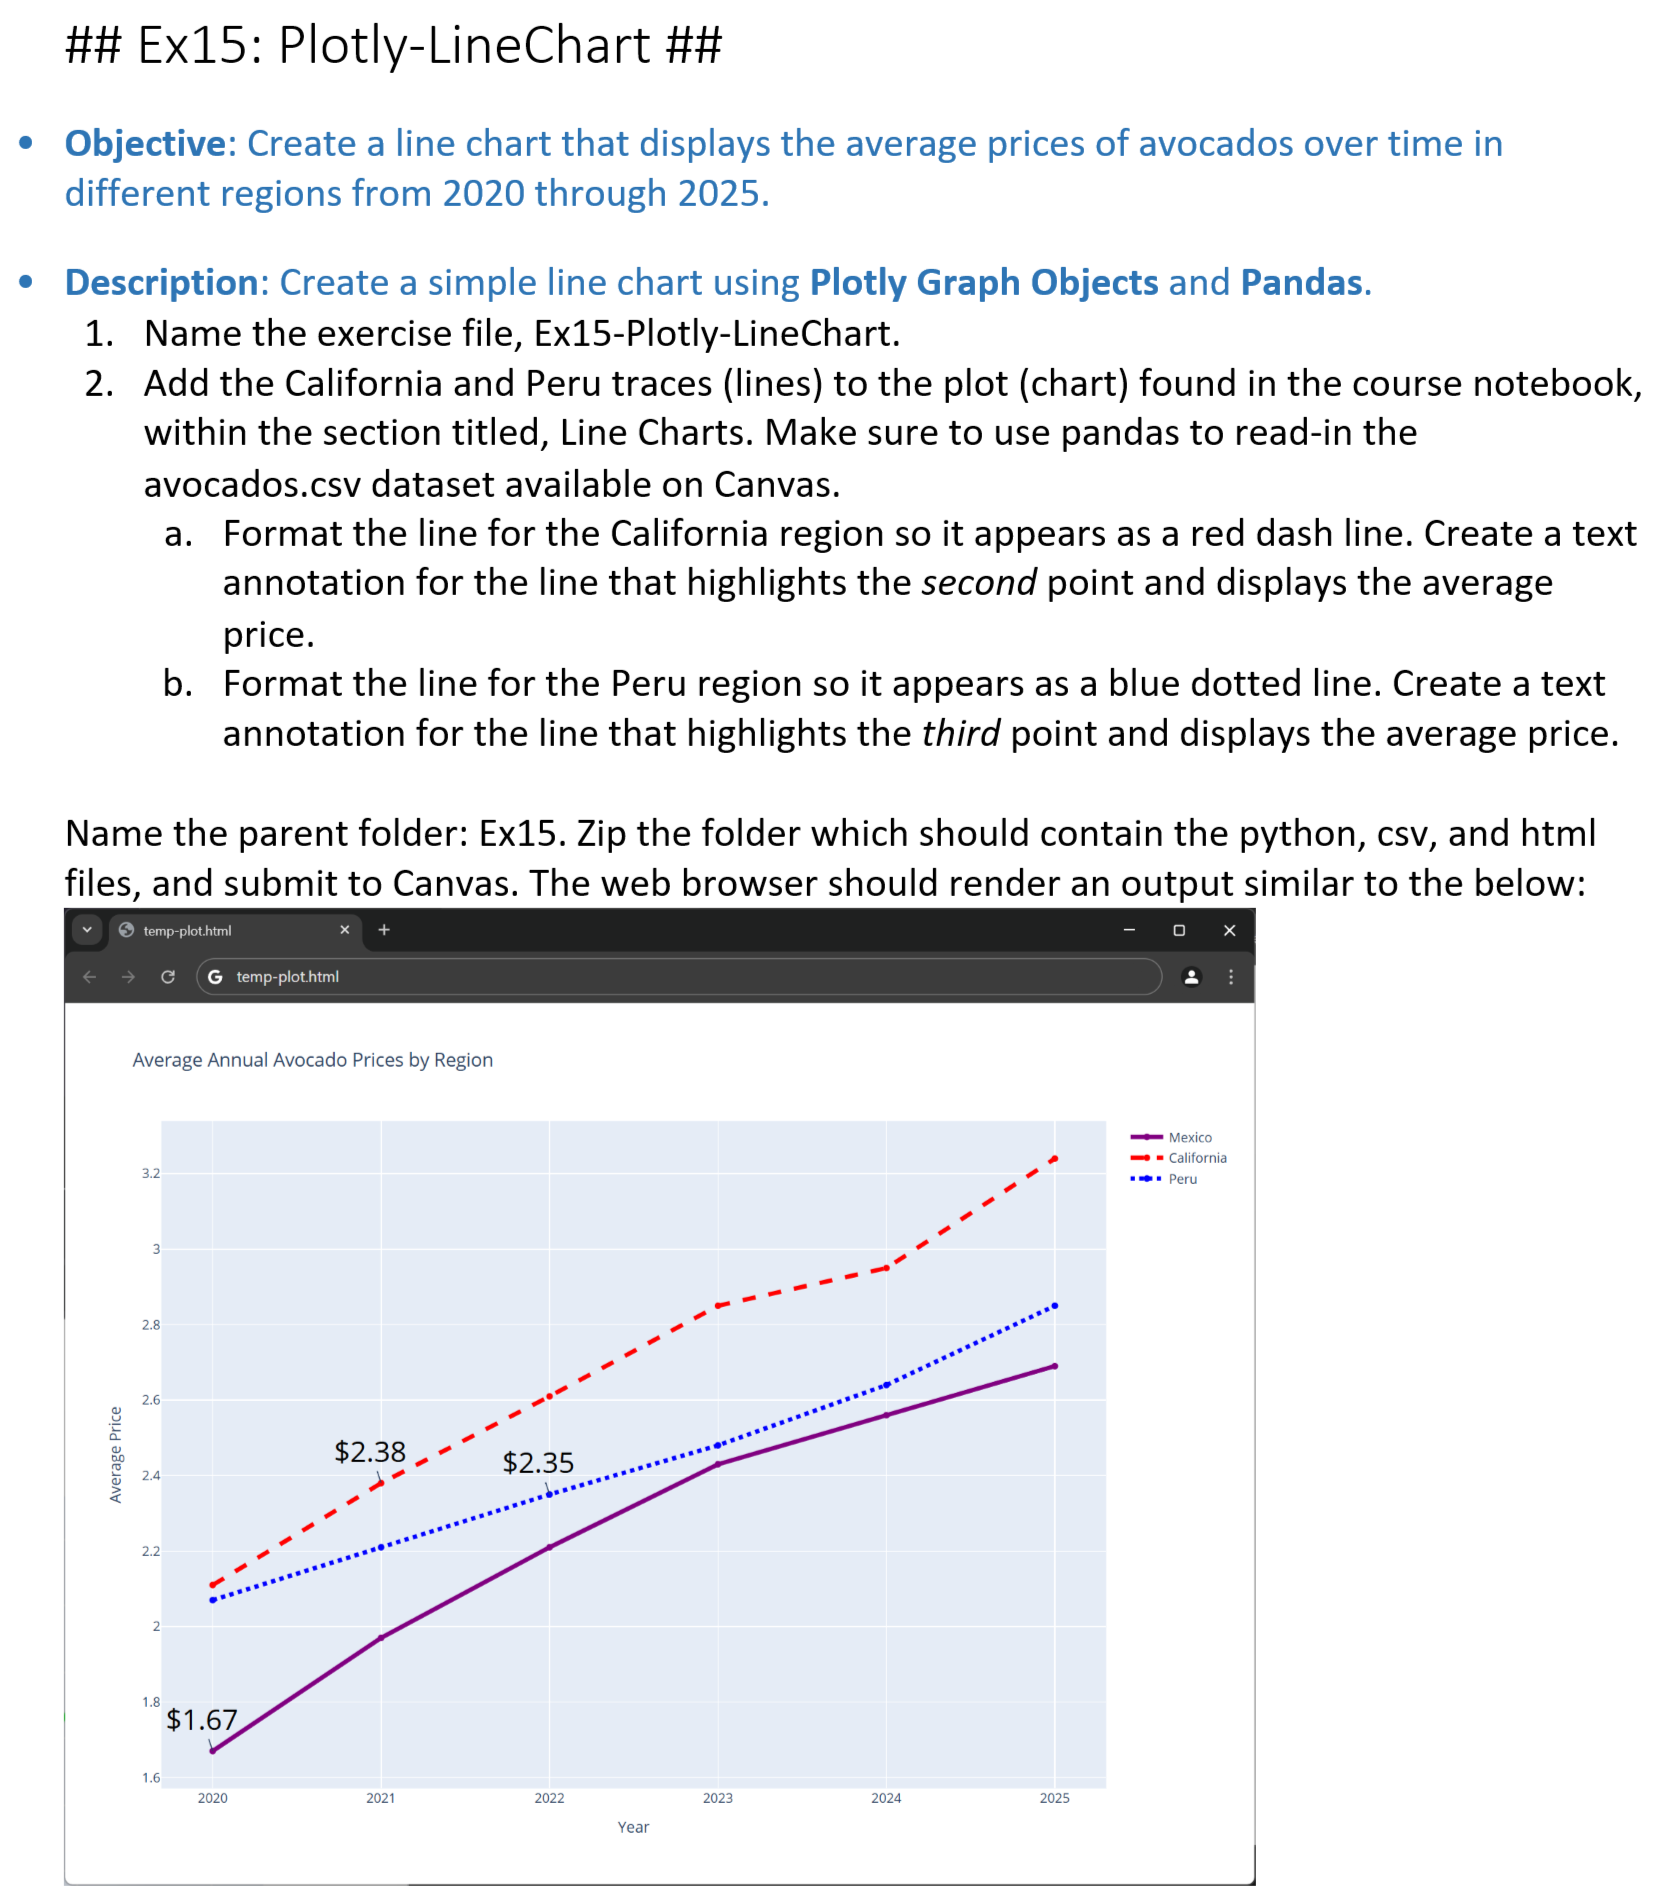 ## Ex15: Plotly-LineChart ##
• Objective: Create a line chart that displays the average prices of avocados over time in
different regions from 2020 through 2025.
• Description: Create a simple line chart using Plotly Graph Objects and Pandas.
1. Name the exercise file, Ex15-Plotly-LineChart.
2. Add the California and Peru traces (lines) to the plot (chart) found in the course notebook,
within the section titled, Line Charts. Make sure to use pandas to read-in the
avocados.csv dataset available on Canvas.
a. Format the line for the California region so it appears as a red dash line. Create a text
annotation for the line that highlights the second point and displays the average
price.
b. Format the line for the Peru region so it appears as a blue dotted line. Create a text
annotation for the line that highlights the third point and displays the average price.
Name the parent folder: Ex15. Zip the folder which should contain the python, csv, and html
files, and submit to Canvas. The web browser should render an output similar to the below:
temp-plot.html
G temp-plot.html
Average Annual Avocado Prices by Region
Mexico
California
Peru
3.2
3
2.8
2.6
2.4
2.2
2
1.8
1.6
Average Price
$2.38
$2.35
$1.67
2020 2021 2022 2023 2024 2025
Year